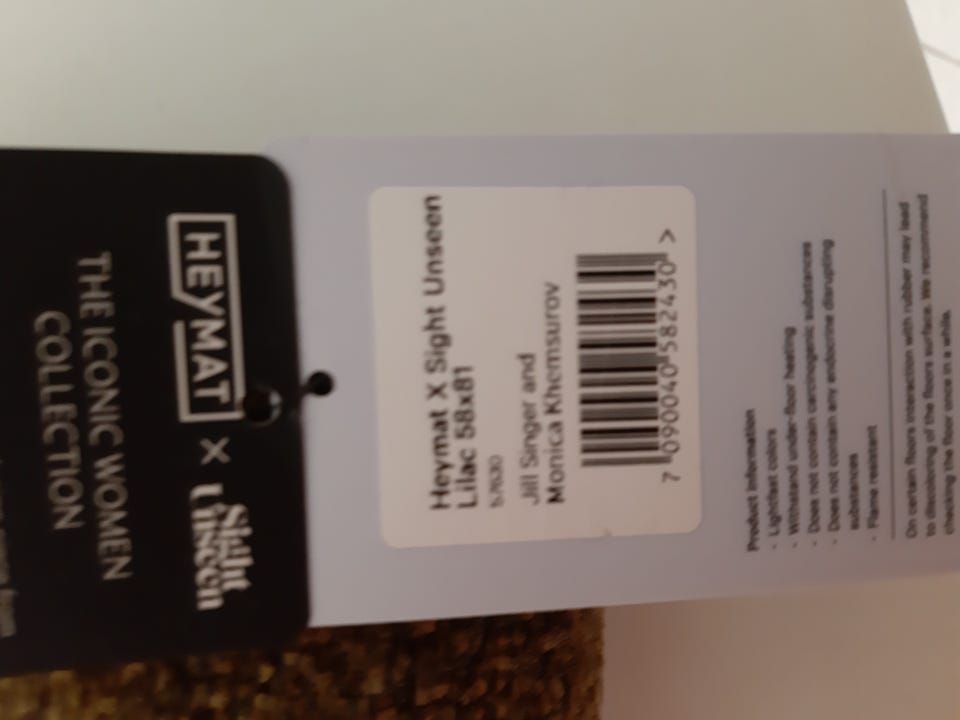 HEYMAT × Sight Unseen
THE ICONIC WOMEN
COLLECTION
Heymat X Sight Unseen
Lilac 58x81
Jill Singer and
Monica Khemsurov
7 090040 582430 >
Product information
- Lightfast colors
- Withstand under-floor heating
- Does not contain carcinogenic substances
- Does not contain any endocrine disrupting
substances
- Flame resistant
On certain floors interaction with rubber may lead
to discoloring of the floors surface. We recommend
checking the floor once in a while.